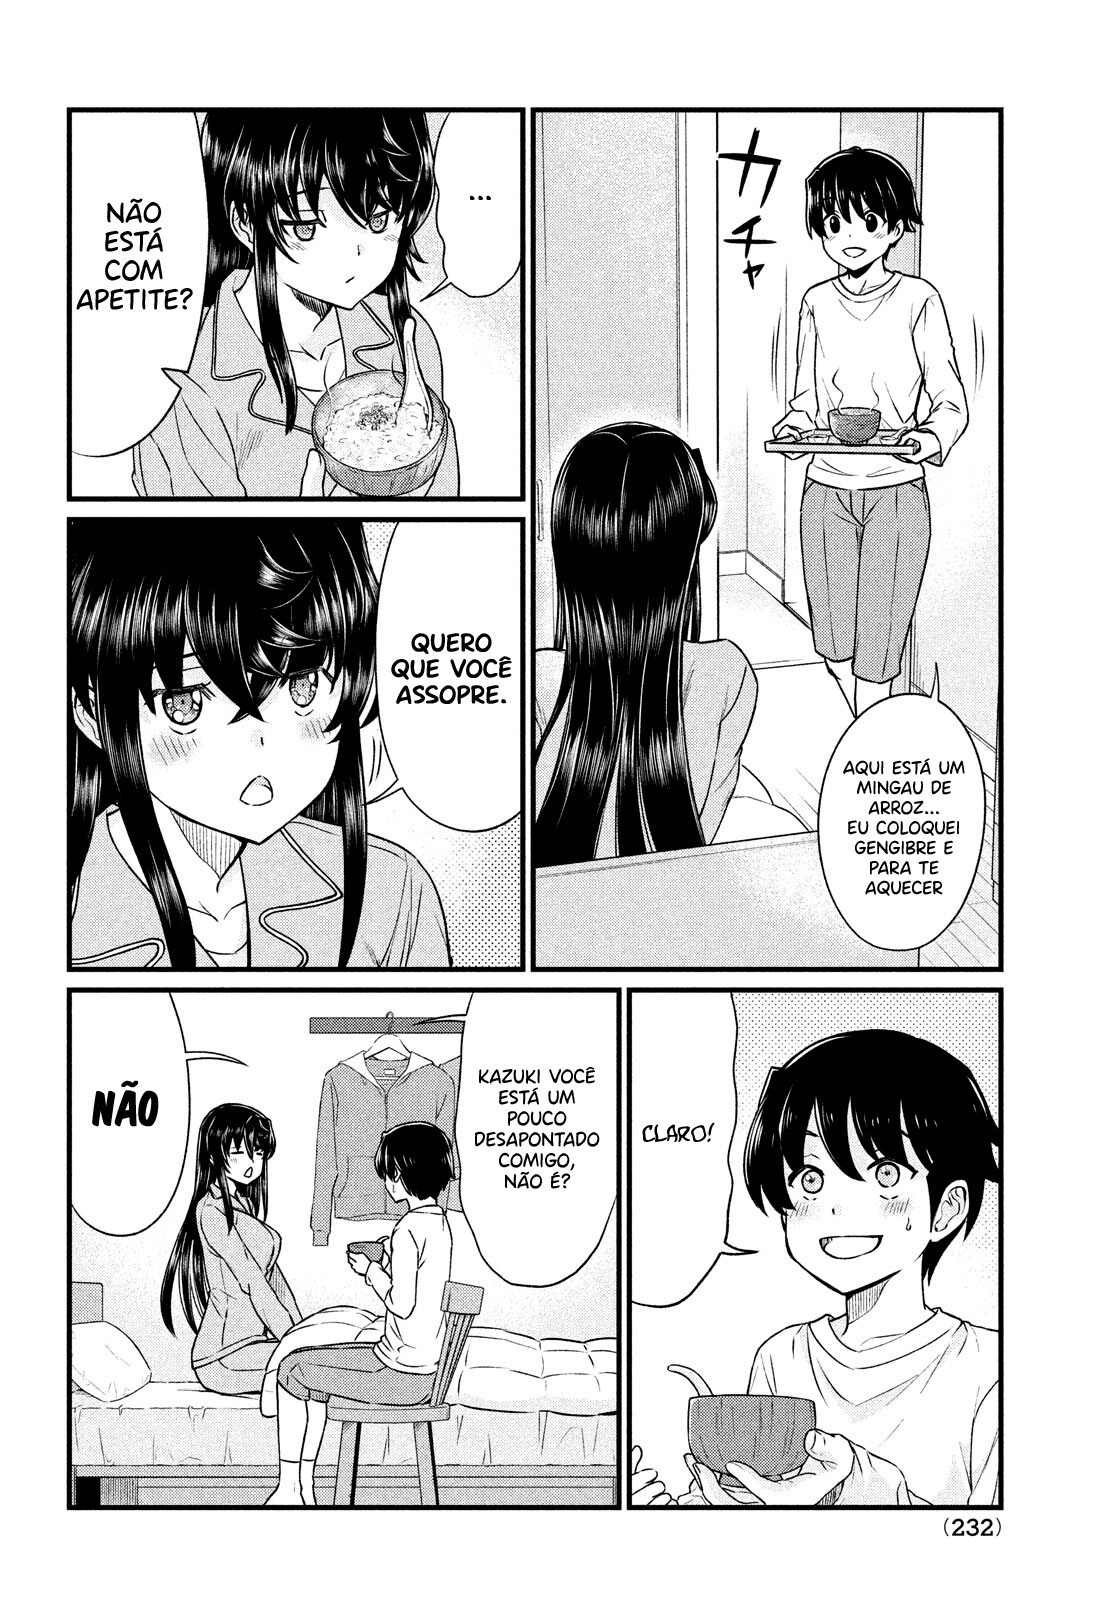 カチャ
AQUI ESTÁ UM
MINGAU DE
ARROZ...
EU COLOQUEI
GENGIBRE E
PARA TE
AQUECER
...
NÃO
ESTÁ
COM
APETITE?
QUERO
QUE VOCÊ
ASSOPRE.
CLARO!
KAZUKI VOCÊ
ESTÁ UM
POUCO
DESAPONTADO
COMIGO,
NÃO É?
NÃO
(232)